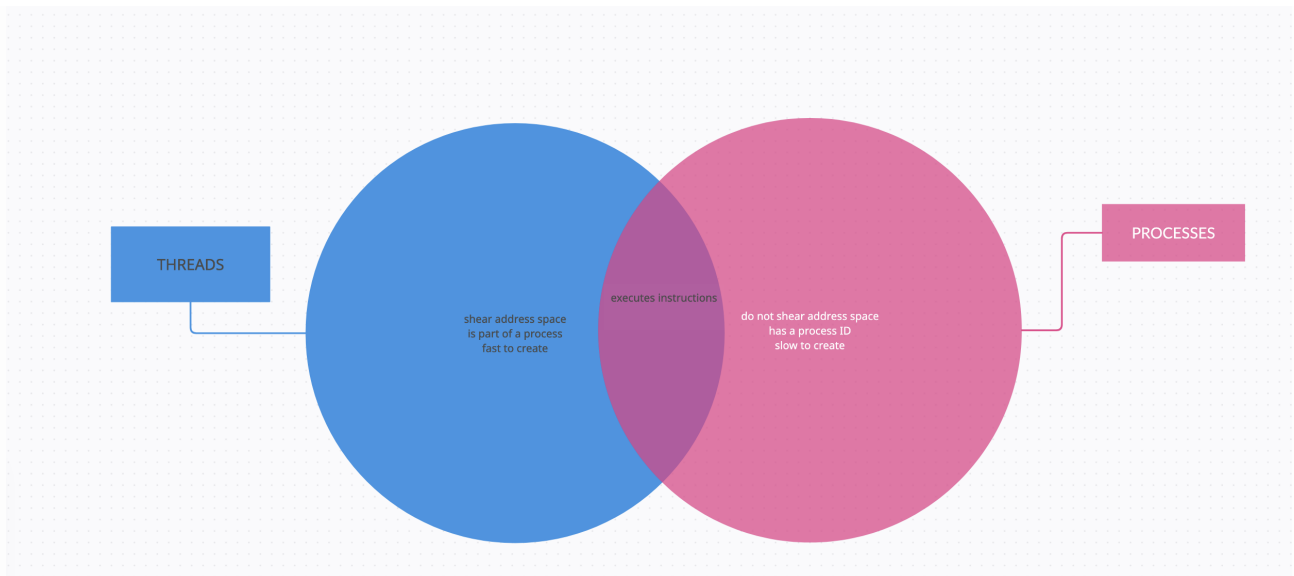 THREADS
PROCESSES
shear address space
is part of a process
fast to create
executes instructions
do not shear address space
has a process ID
slow to create